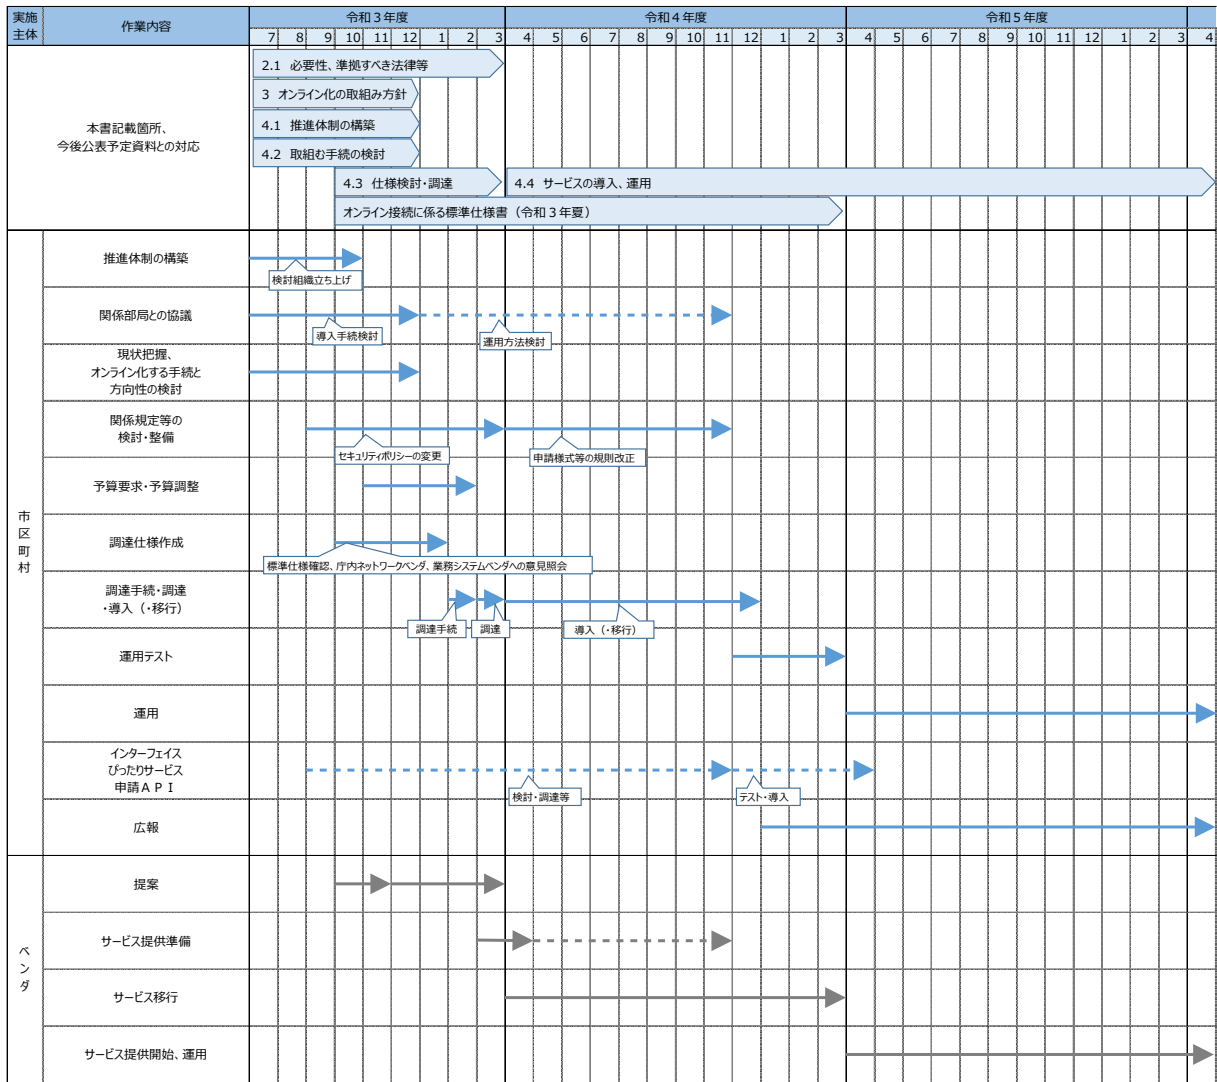 実施
主体
作業内容
令和３年度
令和４年度
令和５年度
7 8 9 10 11 12 1 2 3 4 5 6 7 8 9 10 11 12 1 2 3 4 5 6 7 8 9 10 11 12 1 2 3 4
本書記載箇所、
今後公表予定資料との対応
2.1 必要性、準拠すべき法律等
3 オンライン化の取組み方針
4.1 推進体制の構築
4.2 取組む手続の検討
4.3 仕様検討・調達
4.4 サービスの導入、運用
オンライン接続に係る標準仕様書（令和３年夏）
市区町村
推進体制の構築
検討組織立ち上げ
関係部局との協議
導入手続検討
運用方法検討
現状把握、
オンライン化する手続と
方向性の検討
関係規定等の
検討・整備
セキュリティポリシーの変更
申請様式等の規則改正
予算要求・予算調整
調達仕様作成
標準仕様確認、庁内ネットワークベンダ、業務システムベンダへの意見照会
調達手続・調達
・導入（・移行）
調達手続
調達
導入（・移行）
運用テスト
運用
インターフェイス
ぴったりサービス
申請ＡＰＩ
検討・調達等
テスト・導入
広報
ベンダ
提案
サービス提供準備
サービス移行
サービス提供開始、運用